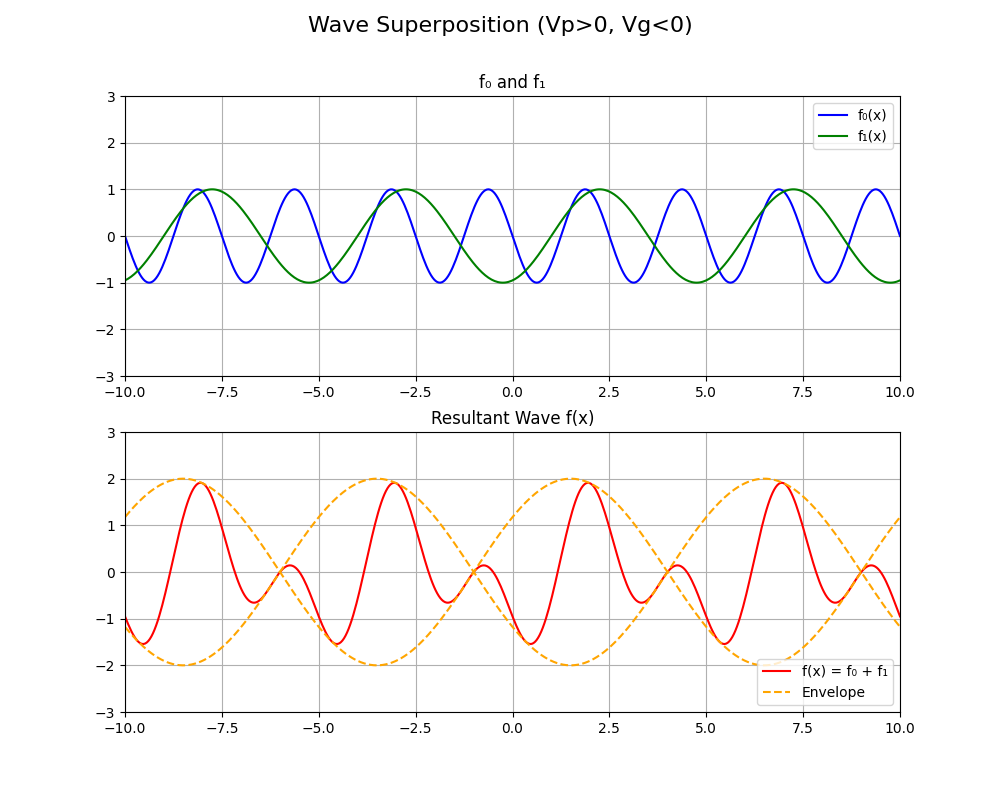 Wave Superposition (Vp>0, Vg<0)
f₀ and f₁
3
2
1
0
−1
−2
−3
f₀(x)
f₁(x)
−10.0 −7.5 −5.0 −2.5 0.0 2.5 5.0 7.5 10.0
Resultant Wave f(x)
3
2
1
0
−1
−2
−3
f(x) = f₀ + f₁
Envelope
−10.0 −7.5 −5.0 −2.5 0.0 2.5 5.0 7.5 10.0